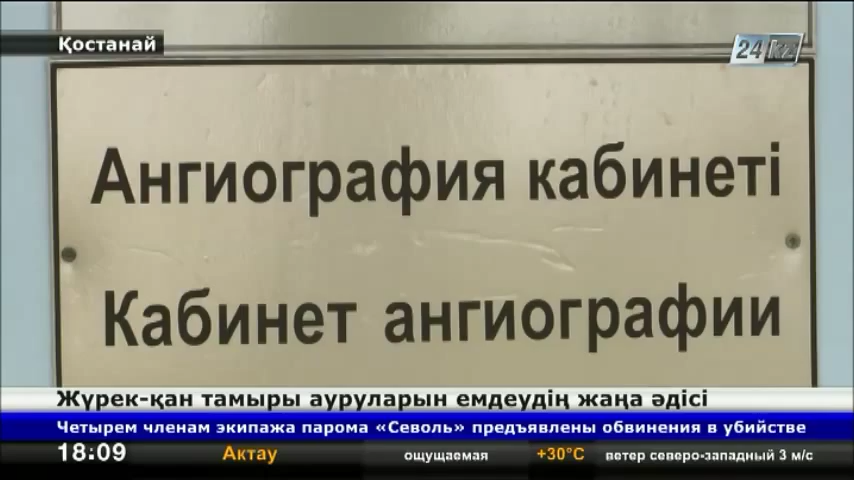 Қостанай
24kz
Ангиография кабинеті
Кабинет ангиографии
Жүрек-қан тамыры ауруларын емдеудің жаңа әдісі
Четырем членам экипажа парома «Севоль» предъявлены обвинения в убийстве
18:09 Актау ощущаемая +30°C ветер северо-западный 3 м/с